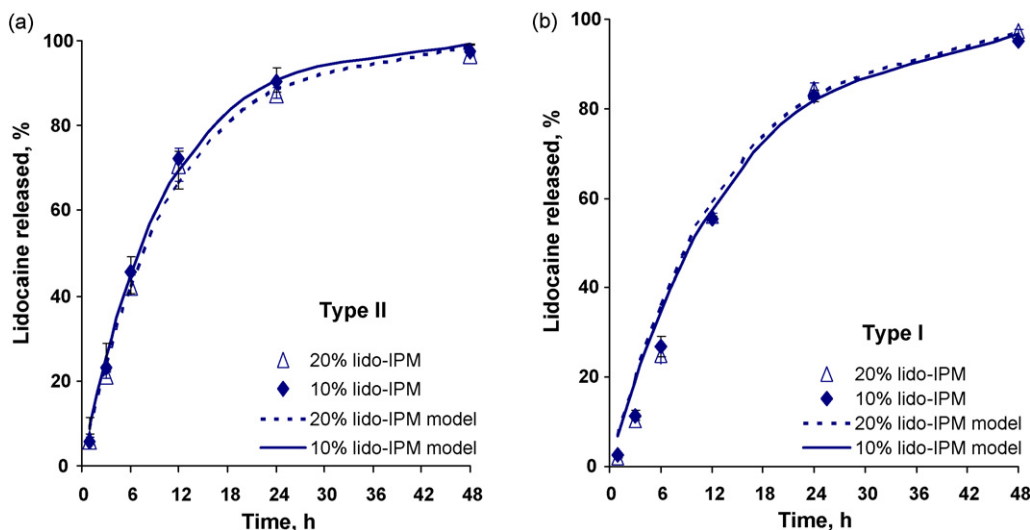 (a)
Lidocaine released, %
100
80
60
40
20
0
0 6 12 18 24 30 36 42 48
Time, h
Type II
20% lido-IPM
10% lido-IPM
20% lido-IPM model
10% lido-IPM model
(b)
Lidocaine released, %
100
80
60
40
20
0
0 6 12 18 24 30 36 42 48
Time, h
Type I
20% lido-IPM
10% lido-IPM
20% lido-IPM model
10% lido-IPM model